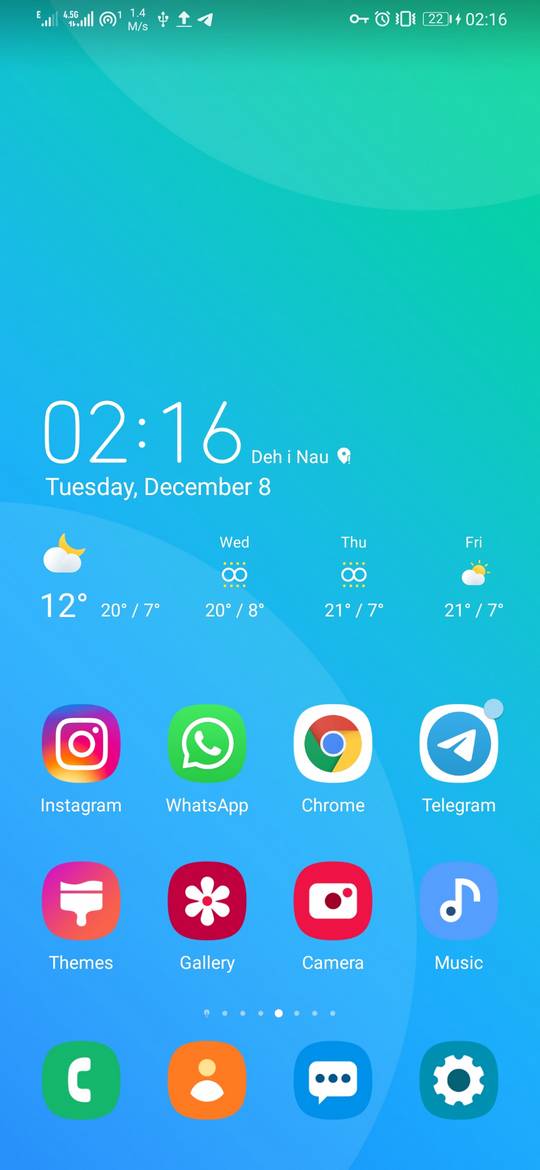 E 4.5G 1 1.4 M/s 22 02:16
02:16 Deh i Nau
Tuesday, December 8
Wed Thu Fri
12° 20° / 7° 20° / 8° 21° / 7° 21° / 7°
Instagram WhatsApp Chrome Telegram
Themes Gallery Camera Music